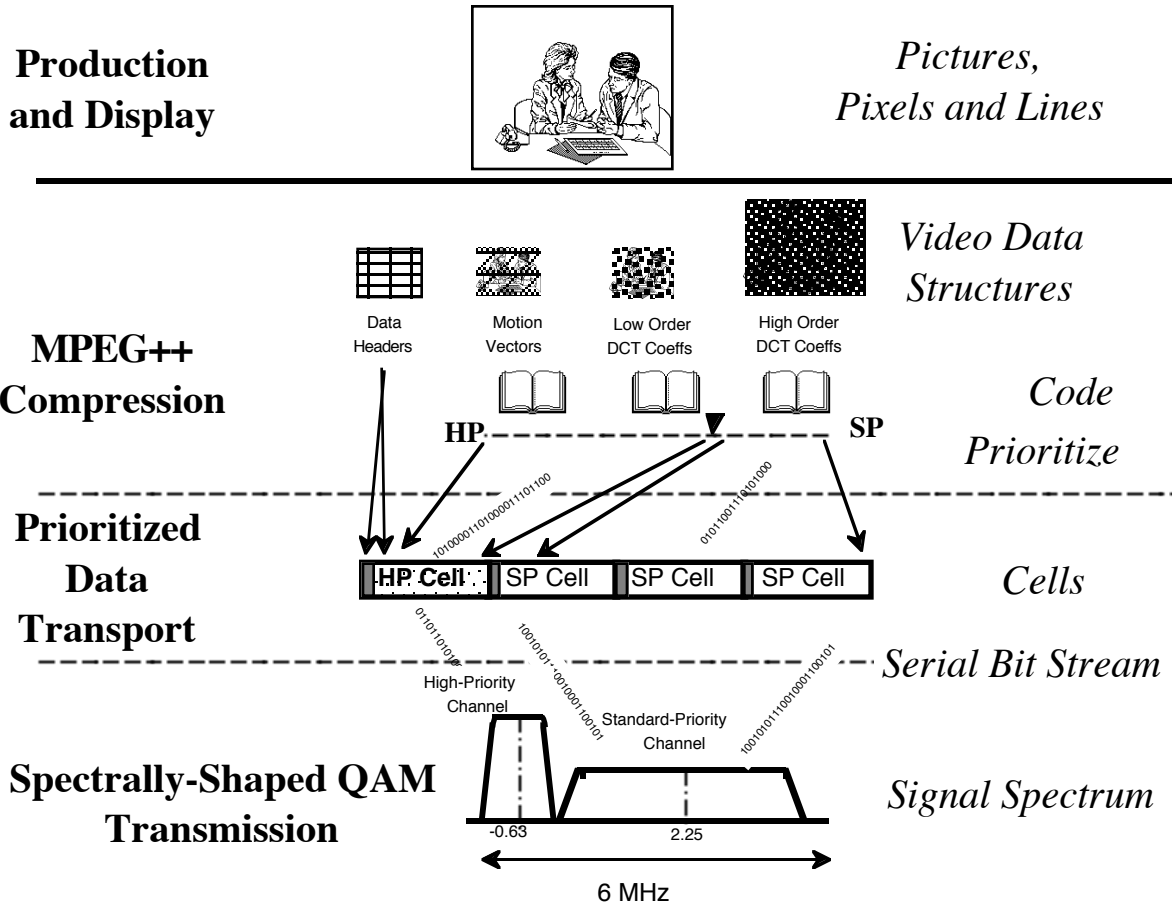 Production
and Display
Pictures,
Pixels and Lines
Video Data
Structures
Data
Headers
Motion
Vectors
Low Order
DCT Coeffs
High Order
DCT Coeffs
MPEG++
Compression
Code
HP
SP
Prioritize
Prioritized
Data
Transport
HP Cell
SP Cell
SP Cell
SP Cell
Cells
Serial Bit Stream
High-Priority
Channel
Standard-Priority
Channel
Spectrally-Shaped QAM
Transmission
Signal Spectrum
-0.63
2.25
6 MHz